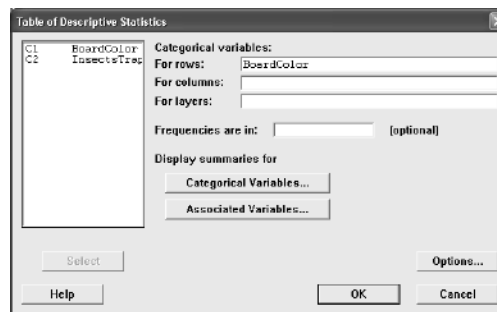 Table of Descriptive Statistics
C1 BoardColor
C2 InsectsTrap
Categorical variables:
For rows: BoardColor
For columns:
For layers:
Frequencies are in: (optional)
Display summaries for
Categorical Variables...
Associated Variables...
Select
Options...
Help
OK
Cancel